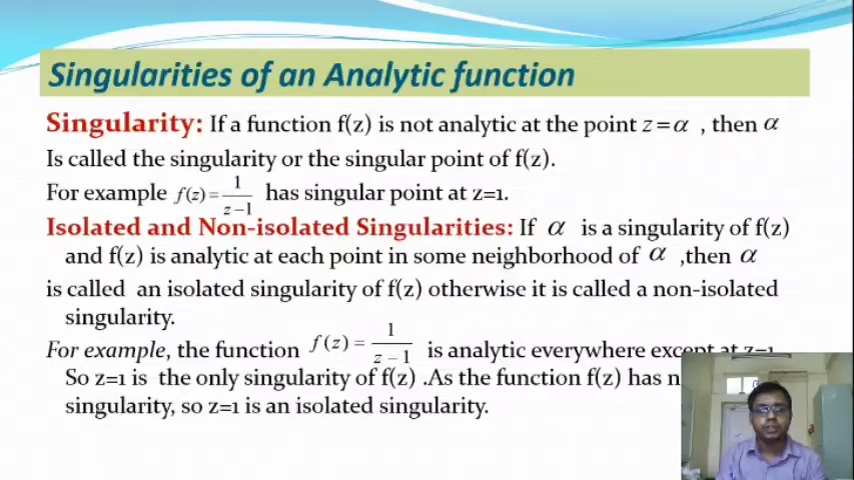 Singularities of an Analytic function
Singularity: If a function f(z) is not analytic at the point z = α , then α
Is called the singularity or the singular point of f(z).
For example f(z) = 1/(z−1) has singular point at z=1.
Isolated and Non-isolated Singularities: If α is a singularity of f(z)
and f(z) is analytic at each point in some neighborhood of α ,then α
is called an isolated singularity of f(z) otherwise it is called a non-isolated
singularity.
For example, the function f(z) = 1/(z−1) is analytic everywhere except at z=1
So z=1 is the only singularity of f(z) .As the function f(z) has
singularity, so z=1 is an isolated singularity.